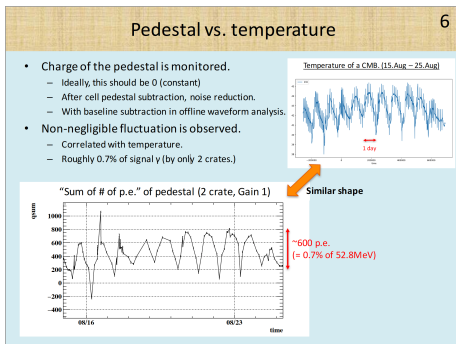 Pedestal vs. temperature
6
• Charge of the pedestal is monitored.
– Ideally, this should be 0 (constant)
– After cell pedestal subtraction, noise reduction.
– With baseline subtraction in offline waveform analysis.
• Non-negligible fluctuation is observed.
– Correlated with temperature.
– Roughly 0.7% of signal γ (by only 2 crates.)
Temperature of a CMB. (15.Aug – 25.Aug)
1 day
Similar shape
"Sum of # of p.e." of pedestal (2 crate, Gain 1)
qsum
1000
800
600
400
200
0
-200
-400
08/16
08/23
time
~600 p.e.
(= 0.7% of 52.8MeV)